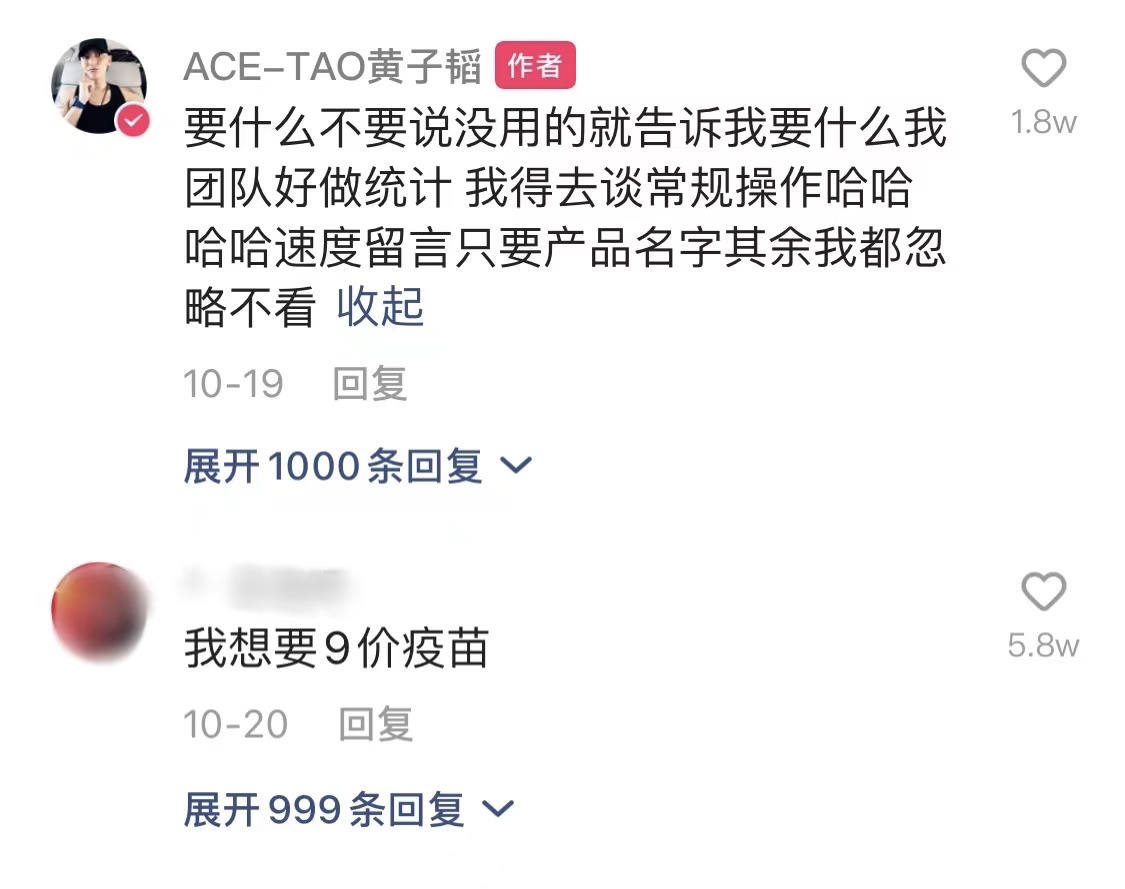 ACE-TAO黄子韬 作者
要什么不要说没用的就告诉我要什么我
团队好做统计 我得去谈常规操作哈哈
哈哈速度留言只要产品名字其余我都忽
略不看 收起
1.8w
10-19 回复
展开1000条回复
我想要9价疫苗
5.8w
10-20 回复
展开999条回复